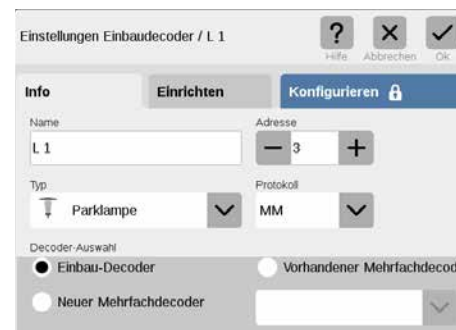 Einstellungen Einbaudecoder / L 1
?
Hilfe Abbrechen Ok
Info Einrichten Konfigurieren
Name Adresse
L 1 3
Typ Protokoll
Parklampe MM
Decoder-Auswahl
Einbau-Decoder Vorhandener Mehrfachdecod
Neuer Mehrfachdecoder